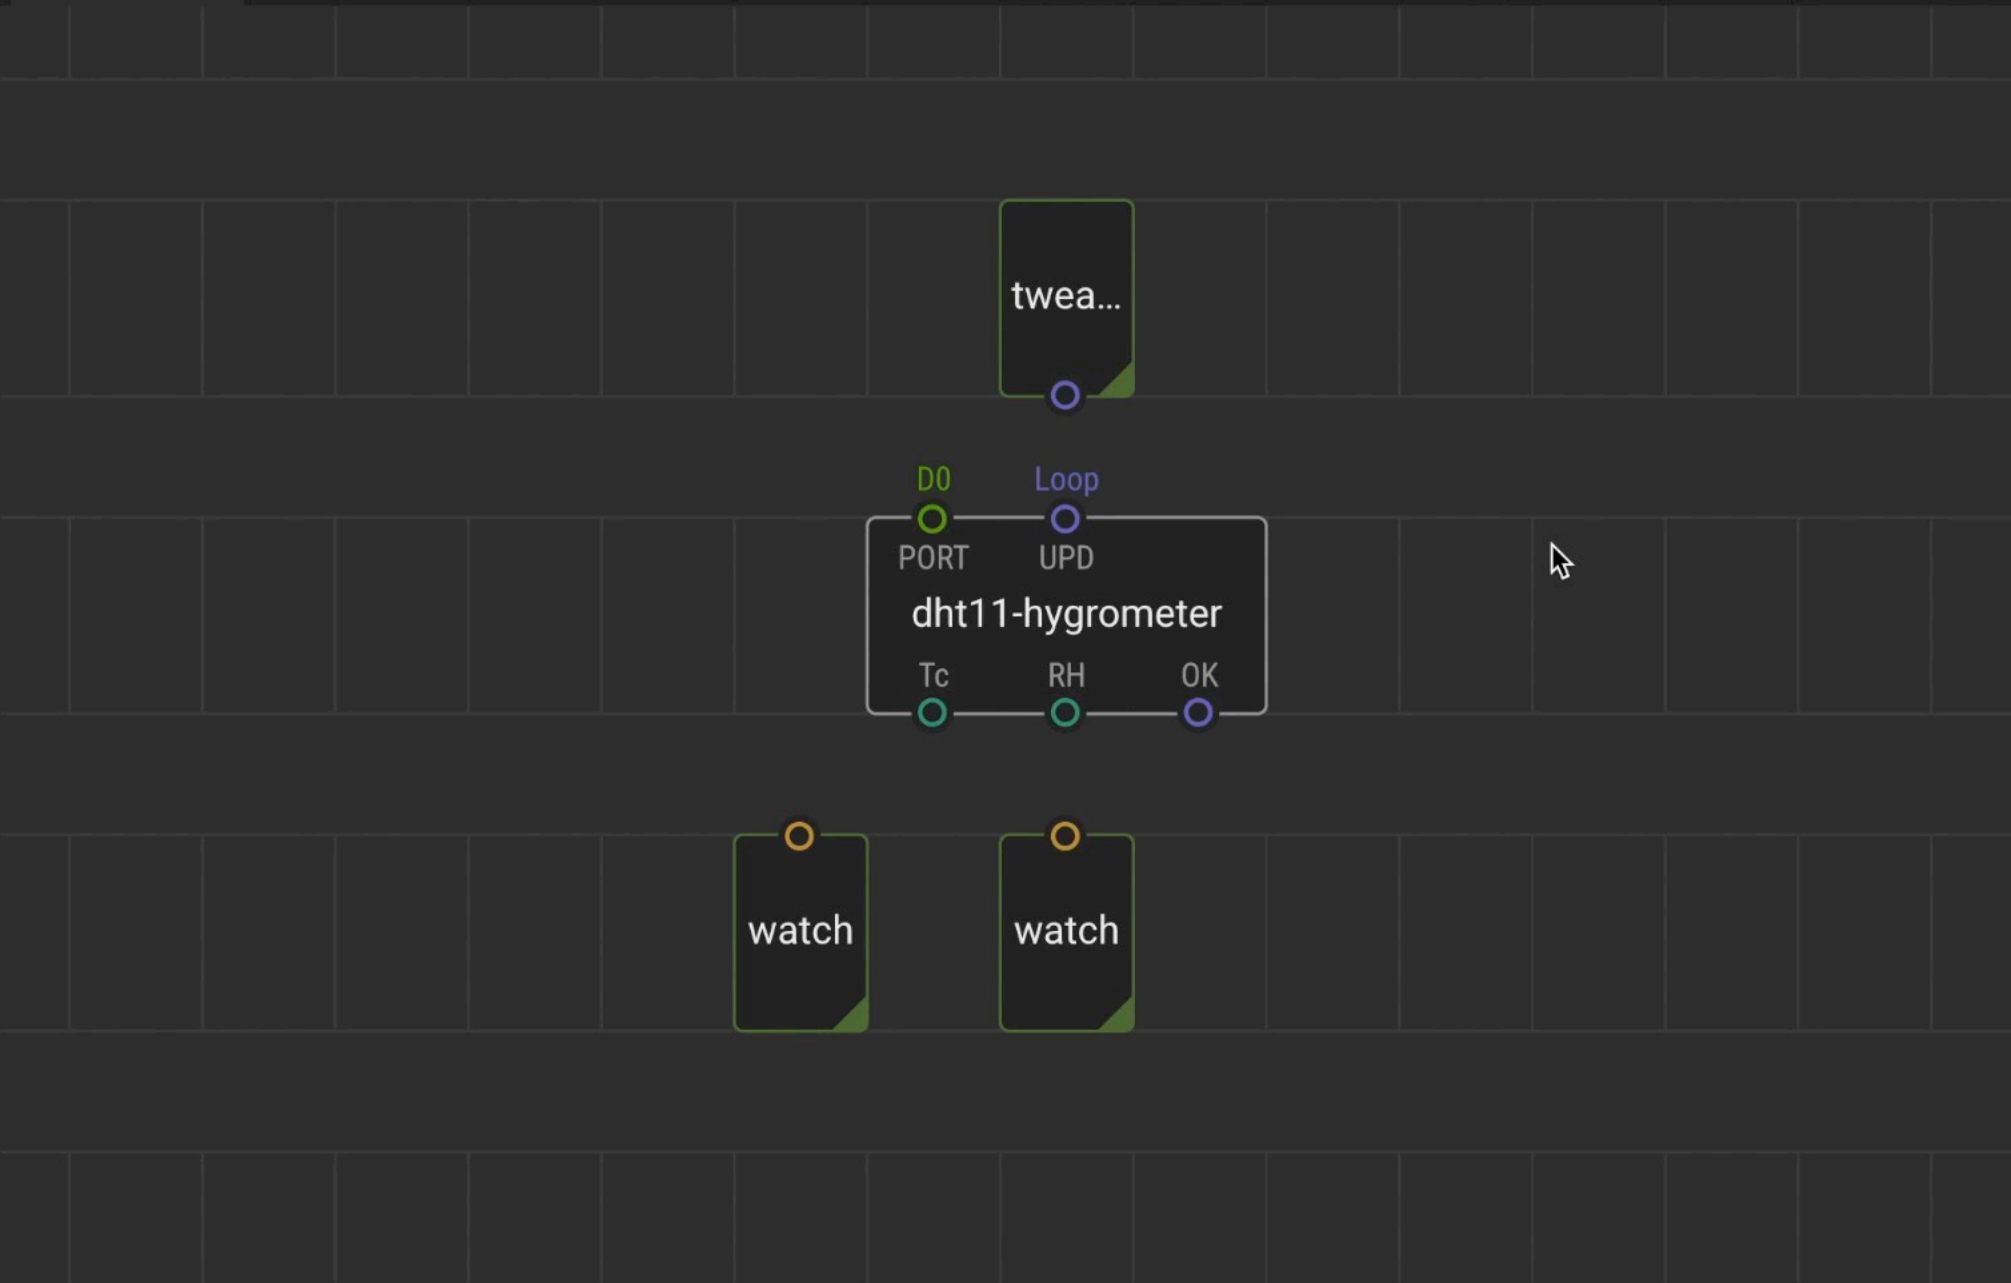 twea...
D0 Loop
PORT UPD
dht11-hygrometer
Tc RH OK
watch watch